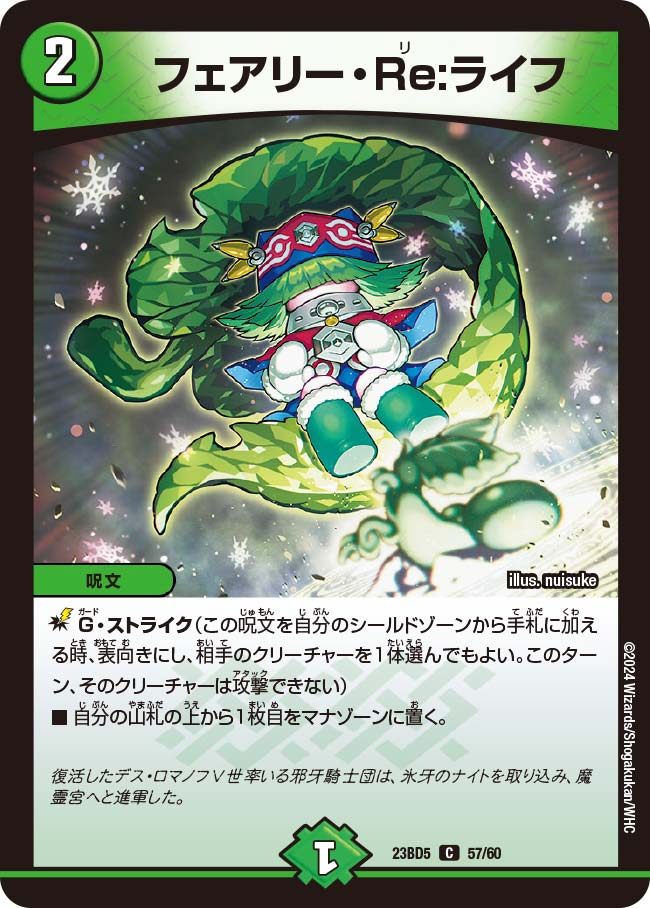 2
フェアリー・Re:ライフ
リ
呪文
illus. nuisuke
G・ストライク(この呪文を自分のシールドゾーンから手札に加え
る時、表向きにし、相手のクリーチャーを1体選んでもよい。このター
ン、そのクリーチャーは攻撃できない)
■ 自分の山札の上から1枚目をマナゾーンに置く。
復活したデス・ロマノフⅤ世率いる邪牙騎士団は、氷牙のナイトを取り込み、魔
霊宮へと進軍した。
©2024 Wizards/Shogakukan/WHC
1
23BD5 C 57/60